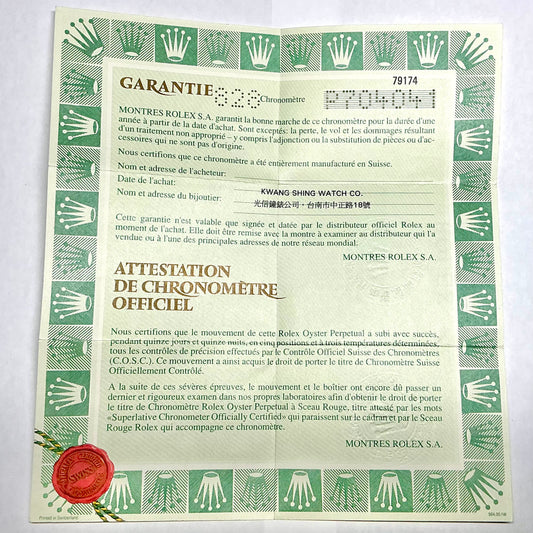 79174
GARANTIE 828 Chronomètre P704041
MONTRES ROLEX S.A. garantit la bonne marche de ce chronomètre pour la durée d'une
année à partir de la date d'achat. Sont exceptés: la perte, le vol et les dommages résultant
d'un traitement non approprié – y compris l'adjonction ou la substitution de pièces ou d'ac-
cessoires qui ne sont pas d'origine.
Nous certifions que ce chronomètre a été entièrement manufacturé en Suisse.
Nom et adresse de l'acheteur:
Date de l'achat:
KWANG SHING WATCH CO.
Nom et adresse du bijoutier:
光信鐘錶公司・台南市中正路18號
Cette garantie n'est valable que signée et datée par le distributeur officiel Rolex au
moment de l'achat. Elle doit être remise avec la montre à examiner au distributeur qui l'a
vendue ou à l'une des principales adresses de notre réseau mondial.
MONTRES ROLEX S.A.
ATTESTATION
DE CHRONOMÈTRE
OFFICIEL
Nous certifions que le mouvement de cette Rolex Oyster Perpetual a subi avec succès,
pendant quinze jours et quinze nuits, en cinq positions et à trois températures déterminées,
tous les contrôles de précision effectués par le Contrôle Officiel Suisse des Chronomètres
(C.O.S.C.). Ce mouvement a ainsi acquis le droit de porter le titre de Chronomètre Suisse
Officiellement Contrôlé.
A la suite de ces sévères épreuves, le mouvement et le boîtier ont encore dû passer un
dernier et rigoureux examen dans nos propres laboratoires afin d'obtenir le droit de porter
le titre de Chronomètre Rolex Oyster Perpetual à Sceau Rouge, titre attesté par les mots
«Superlative Chronometer Officially Certified» qui paraissent sur le cadran et par le Sceau
Rouge Rolex qui accompagne ce chronomètre.
MONTRES ROLEX S.A.
Printed in Switzerland